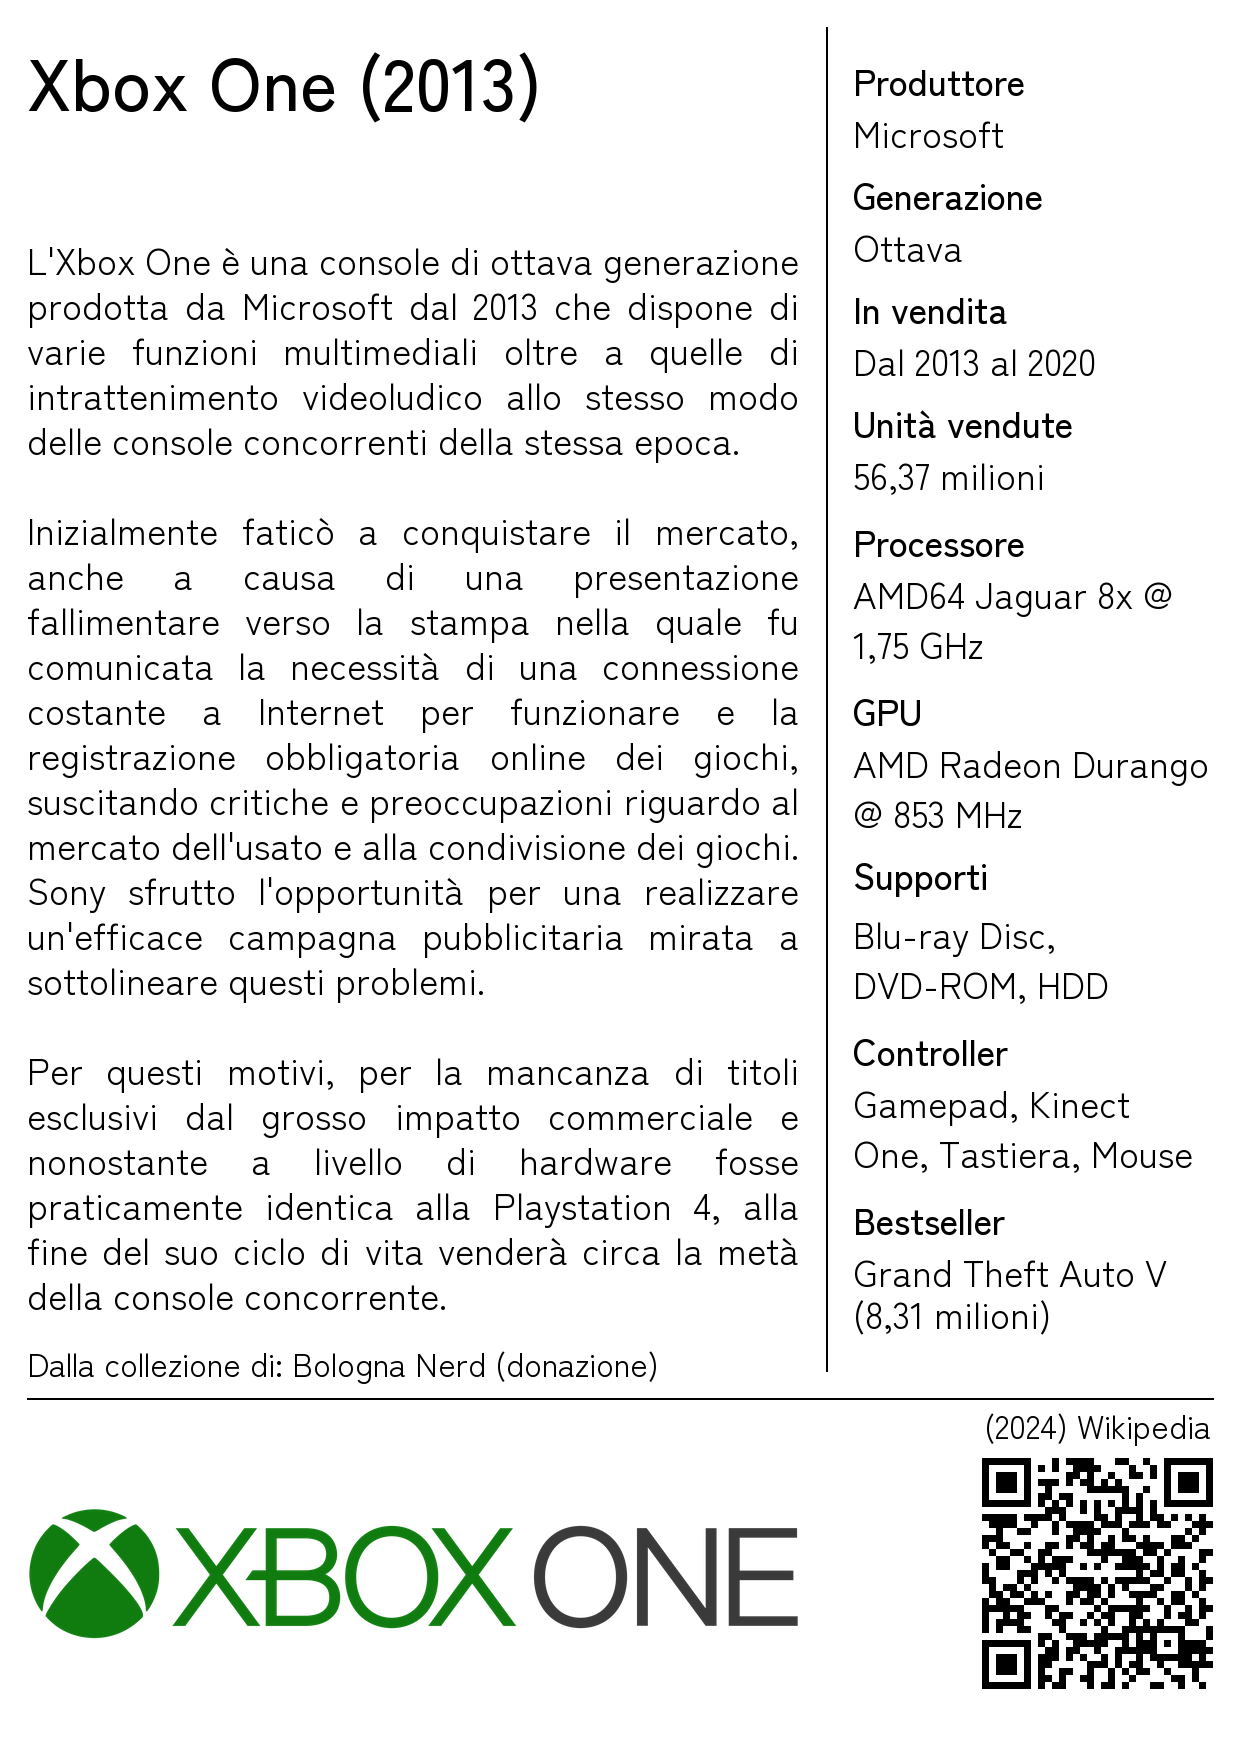 Xbox One (2013)
L'Xbox One è una console di ottava generazione
prodotta da Microsoft dal 2013 che dispone di
varie funzioni multimediali oltre a quelle di
intrattenimento videoludico allo stesso modo
delle console concorrenti della stessa epoca.
Inizialmente faticò a conquistare il mercato,
anche a causa di una presentazione
fallimentare verso la stampa nella quale fu
comunicata la necessità di una connessione
costante a Internet per funzionare e la
registrazione obbligatoria online dei giochi,
suscitando critiche e preoccupazioni riguardo al
mercato dell'usato e alla condivisione dei giochi.
Sony sfrutto l'opportunità per una realizzare
un'efficace campagna pubblicitaria mirata a
sottolineare questi problemi.
Per questi motivi, per la mancanza di titoli
esclusivi dal grosso impatto commerciale e
nonostante a livello di hardware fosse
praticamente identica alla Playstation 4, alla
fine del suo ciclo di vita venderà circa la metà
della console concorrente.
Dalla collezione di: Bologna Nerd (donazione)
Produttore
Microsoft
Generazione
Ottava
In vendita
Dal 2013 al 2020
Unità vendute
56,37 milioni
Processore
AMD64 Jaguar 8x @
1,75 GHz
GPU
AMD Radeon Durango
@ 853 MHz
Supporti
Blu-ray Disc,
DVD-ROM, HDD
Controller
Gamepad, Kinect
One, Tastiera, Mouse
Bestseller
Grand Theft Auto V
(8,31 milioni)
(2024) Wikipedia
XBOX ONE